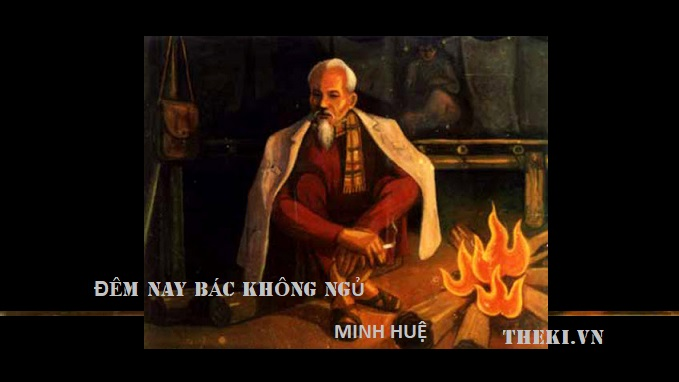 ĐÊM NAY BÁC KHÔNG NGỦ
MINH HUỆ
THEKI.VN